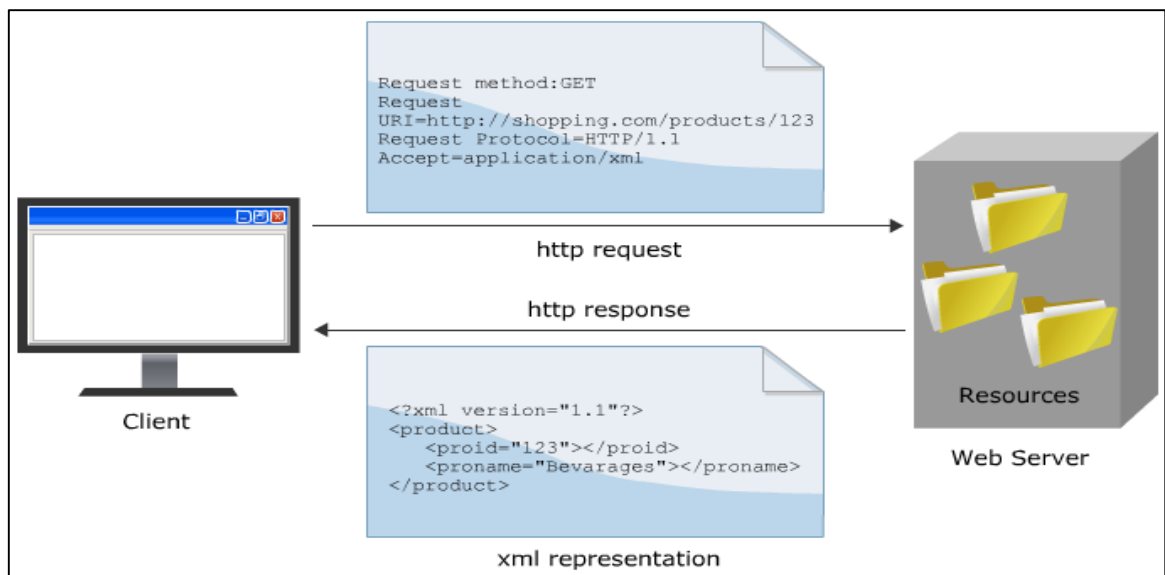 Request method:GET
Request
URI=http://shopping.com/products/123
Request Protocol=HTTP/1.1
Accept=application/xml
http request
http response
Client
<?xml version="1.1"?>
<product>
<proid="123"></proid>
<proname="Bevarages"></proname>
</product>
xml representation
Resources
Web Server